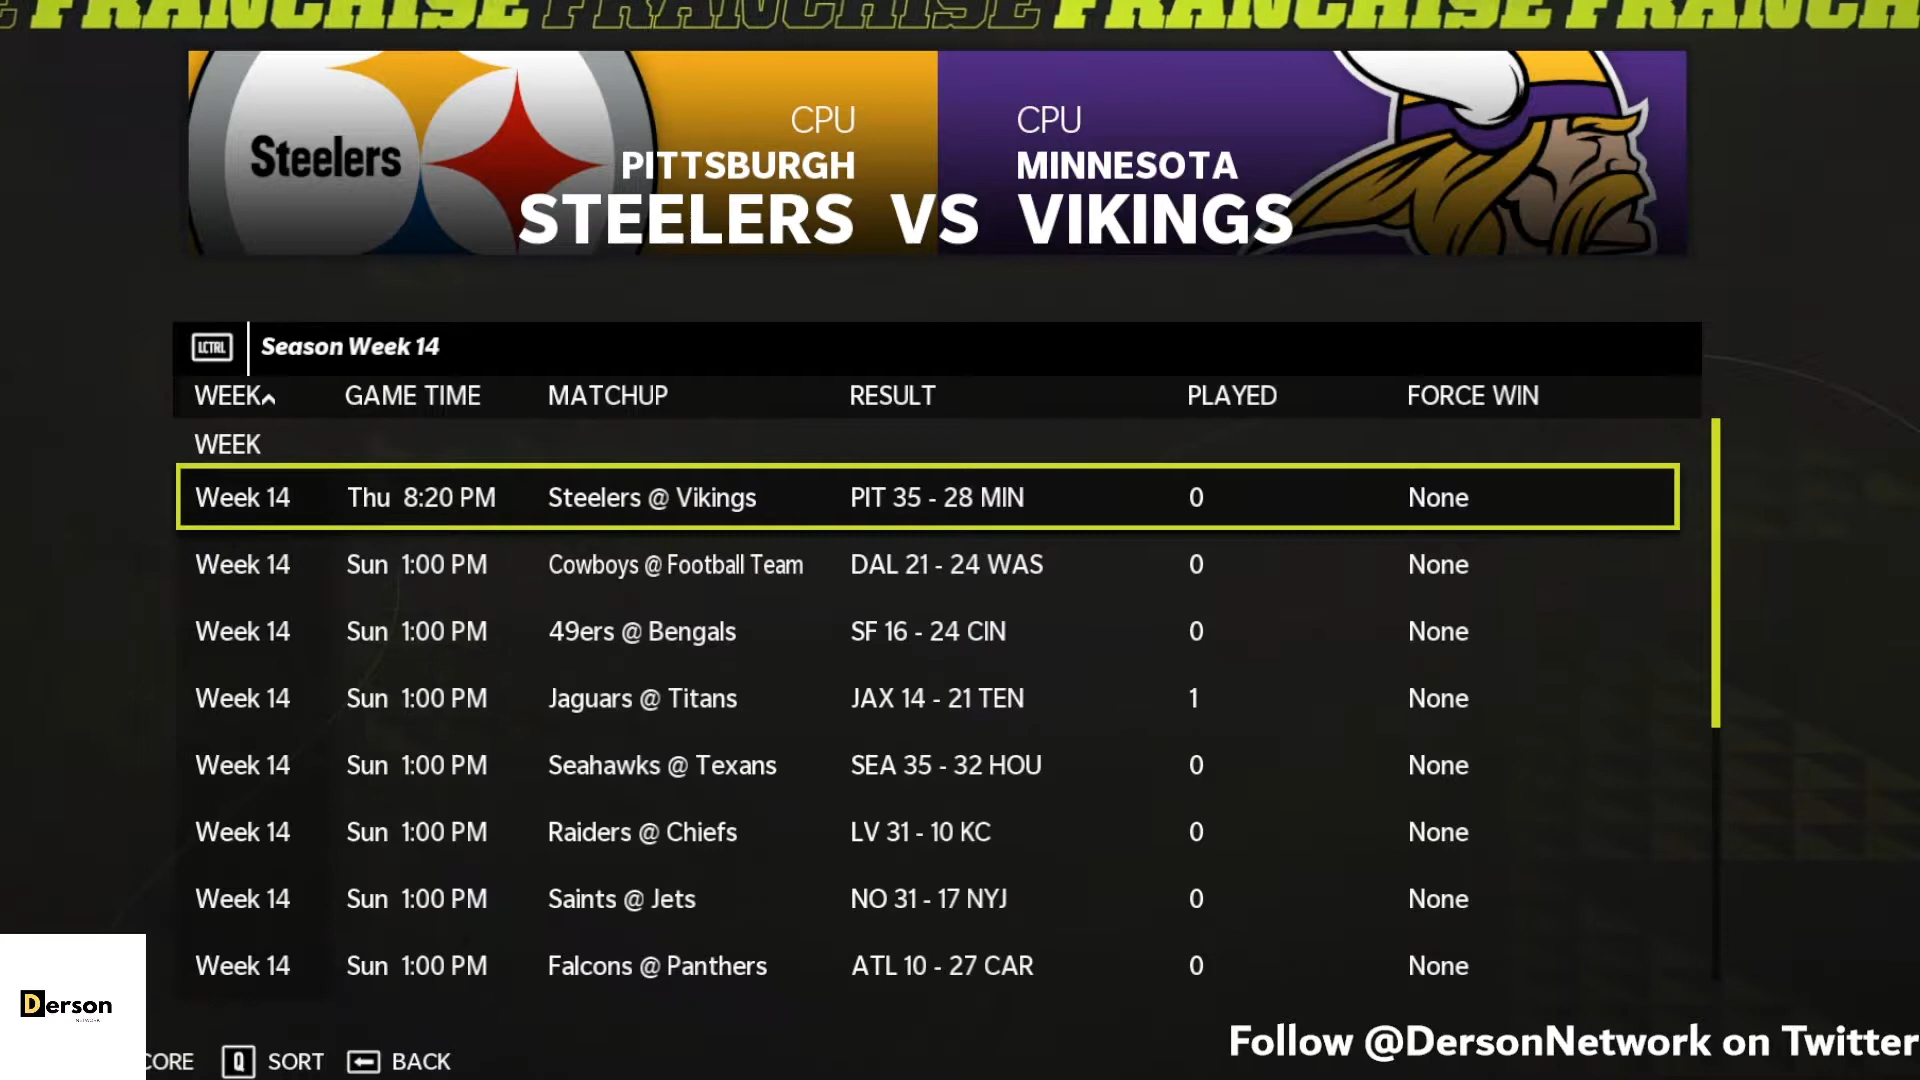 FRANCHISE FRANCHISE FRANCHISE FRANCH
Steelers
CPU
PITTSBURGH
STEELERS VS VIKINGS
CPU
MINNESOTA
LCTRL Season Week 14
WEEK GAME TIME MATCHUP RESULT PLAYED FORCE WIN
WEEK
Week 14 Thu 8:20 PM Steelers @ Vikings PIT 35 - 28 MIN 0 None
Week 14 Sun 1:00 PM Cowboys @ Football Team DAL 21 - 24 WAS 0 None
Week 14 Sun 1:00 PM 49ers @ Bengals SF 16 - 24 CIN 0 None
Week 14 Sun 1:00 PM Jaguars @ Titans JAX 14 - 21 TEN 1 None
Week 14 Sun 1:00 PM Seahawks @ Texans SEA 35 - 32 HOU 0 None
Week 14 Sun 1:00 PM Raiders @ Chiefs LV 31 - 10 KC 0 None
Week 14 Sun 1:00 PM Saints @ Jets NO 31 - 17 NYJ 0 None
Week 14 Sun 1:00 PM Falcons @ Panthers ATL 10 - 27 CAR 0 None
Derson
NETWORK
Follow @DersonNetwork on Twitter
CORE Q SORT BACK